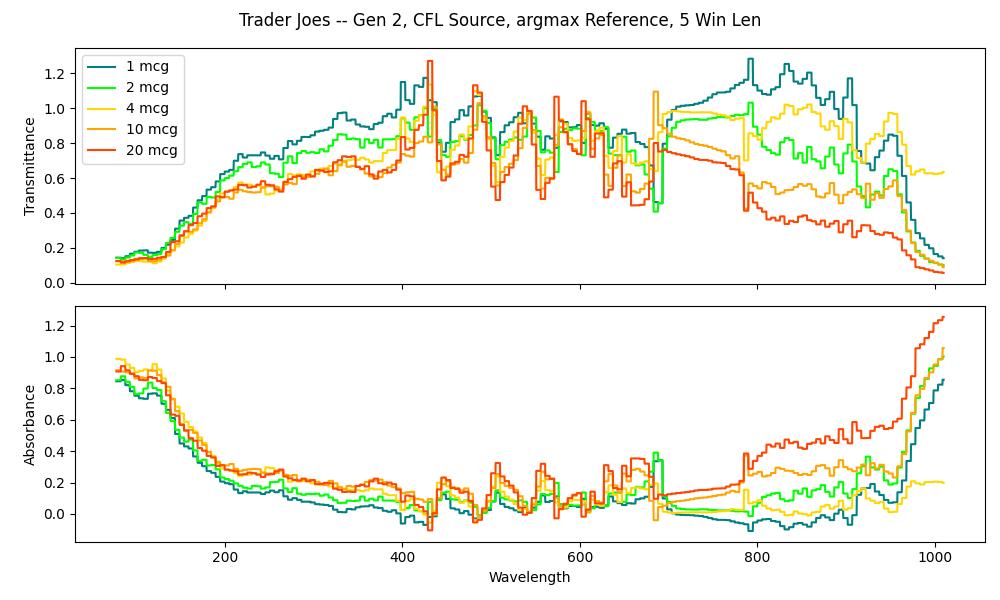 Trader Joes -- Gen 2, CFL Source, argmax Reference, 5 Win Len
1 mcg
2 mcg
4 mcg
10 mcg
20 mcg
Transmittance
1.2
1.0
0.8
0.6
0.4
0.2
0.0
Absorbance
1.2
1.0
0.8
0.6
0.4
0.2
0.0
200 400 600 800 1000
Wavelength